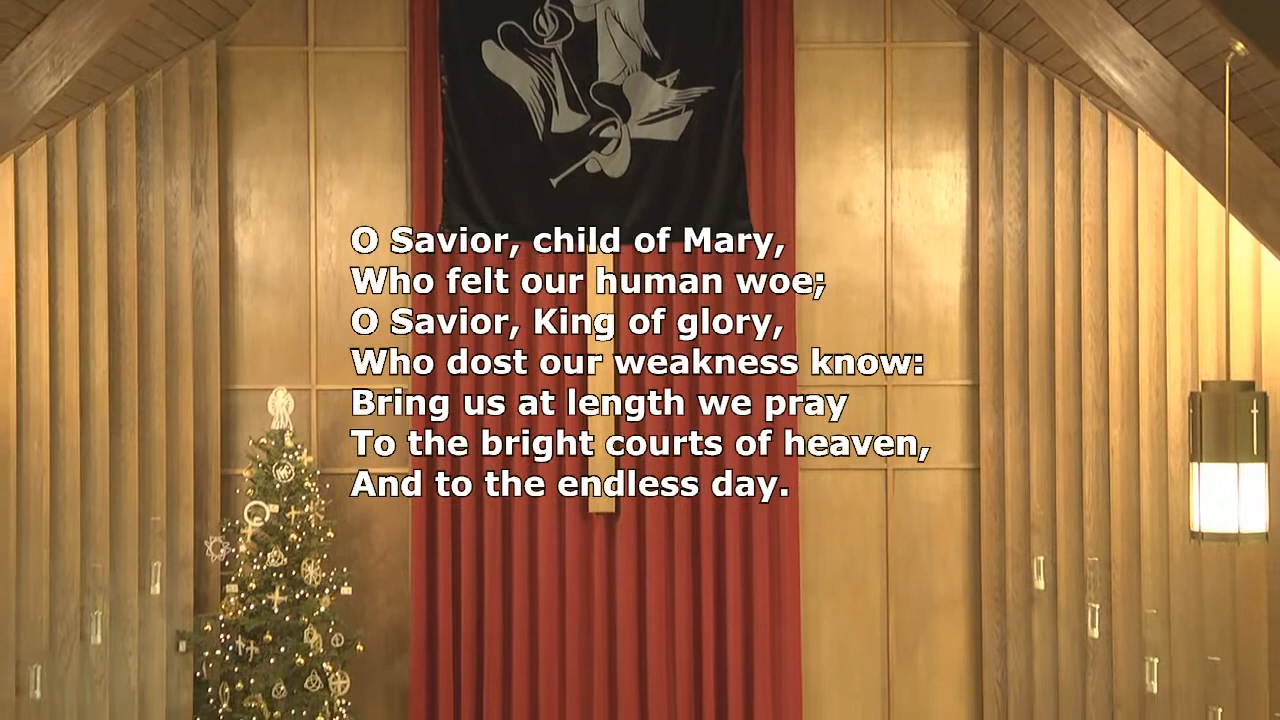 O Savior, child of Mary,
Who felt our human woe;
O Savior, King of glory,
Who dost our weakness know:
Bring us at length we pray
To the bright courts of heaven,
And to the endless day.